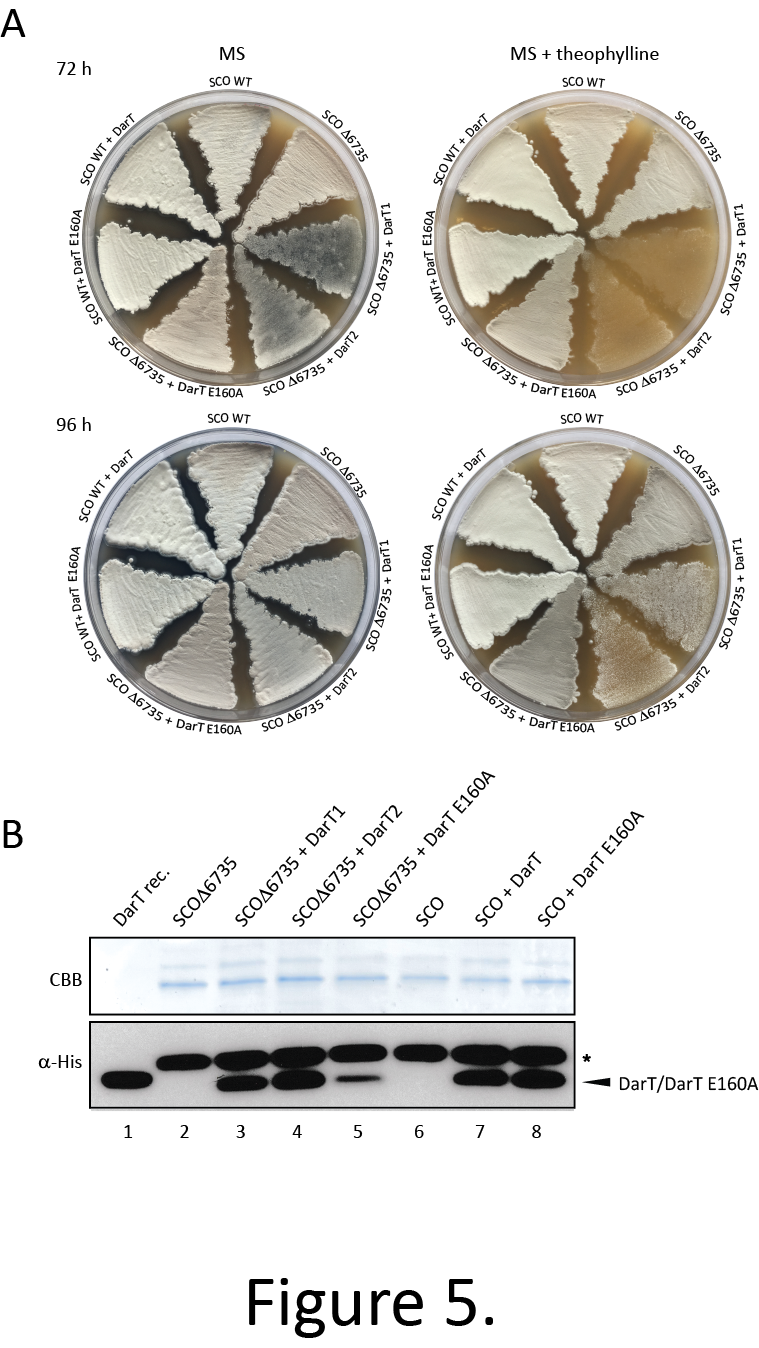 A
MS
MS + theophylline
72 h
SCO WT
SCO Δ6735
SCO Δ6735 + DarT1
SCO Δ6735 + DarT2
SCO Δ6735 + DarT E160A
SCO WT+ DarT E160A
SCO WT + DarT
SCO WT
SCO Δ6735
SCO Δ6735 + DarT1
SCO Δ6735 + DarT2
SCO Δ6735 + DarT E160A
SCO WT+ DarT E160A
SCO WT + DarT
96 h
SCO WT
SCO Δ6735
SCO Δ6735 + DarT1
SCO Δ6735 + DarT2
SCO Δ6735 + DarT E160A
SCO WT+ DarT E160A
SCO WT + DarT
SCO WT
SCO Δ6735
SCO Δ6735 + DarT1
SCO Δ6735 + DarT2
SCO Δ6735 + DarT E160A
SCO WT+ DarT E160A
SCO WT + DarT
B
DarT rec.
SCOΔ6735
SCOΔ6735 + DarT1
SCOΔ6735 + DarT2
SCOΔ6735 + DarT E160A
SCO
SCO + DarT
SCO + DarT E160A
CBB
α-His
*
DarT/DarT E160A
1 2 3 4 5 6 7 8
Figure 5.